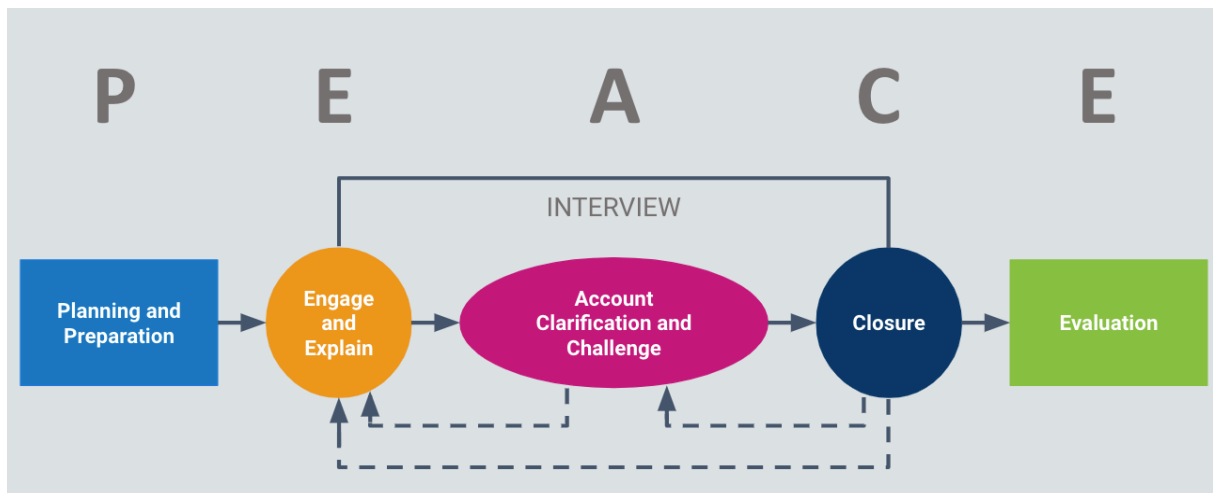 P E A C E
INTERVIEW
Planning and
Preparation
Engage
and
Explain
Account
Clarification and
Challenge
Closure
Evaluation